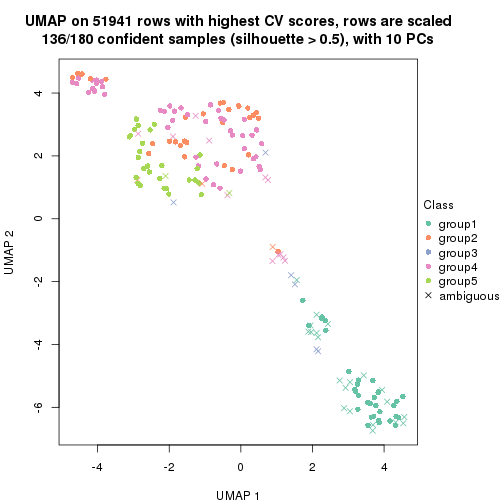 UMAP on 51941 rows with highest CV scores, rows are scaled
136/180 confident samples (silhouette > 0.5), with 10 PCs
4
2
0
-2
-4
-6
UMAP 2
-4
-2
0
2
4
UMAP 1
Class
group1
group2
group3
group4
group5
ambiguous